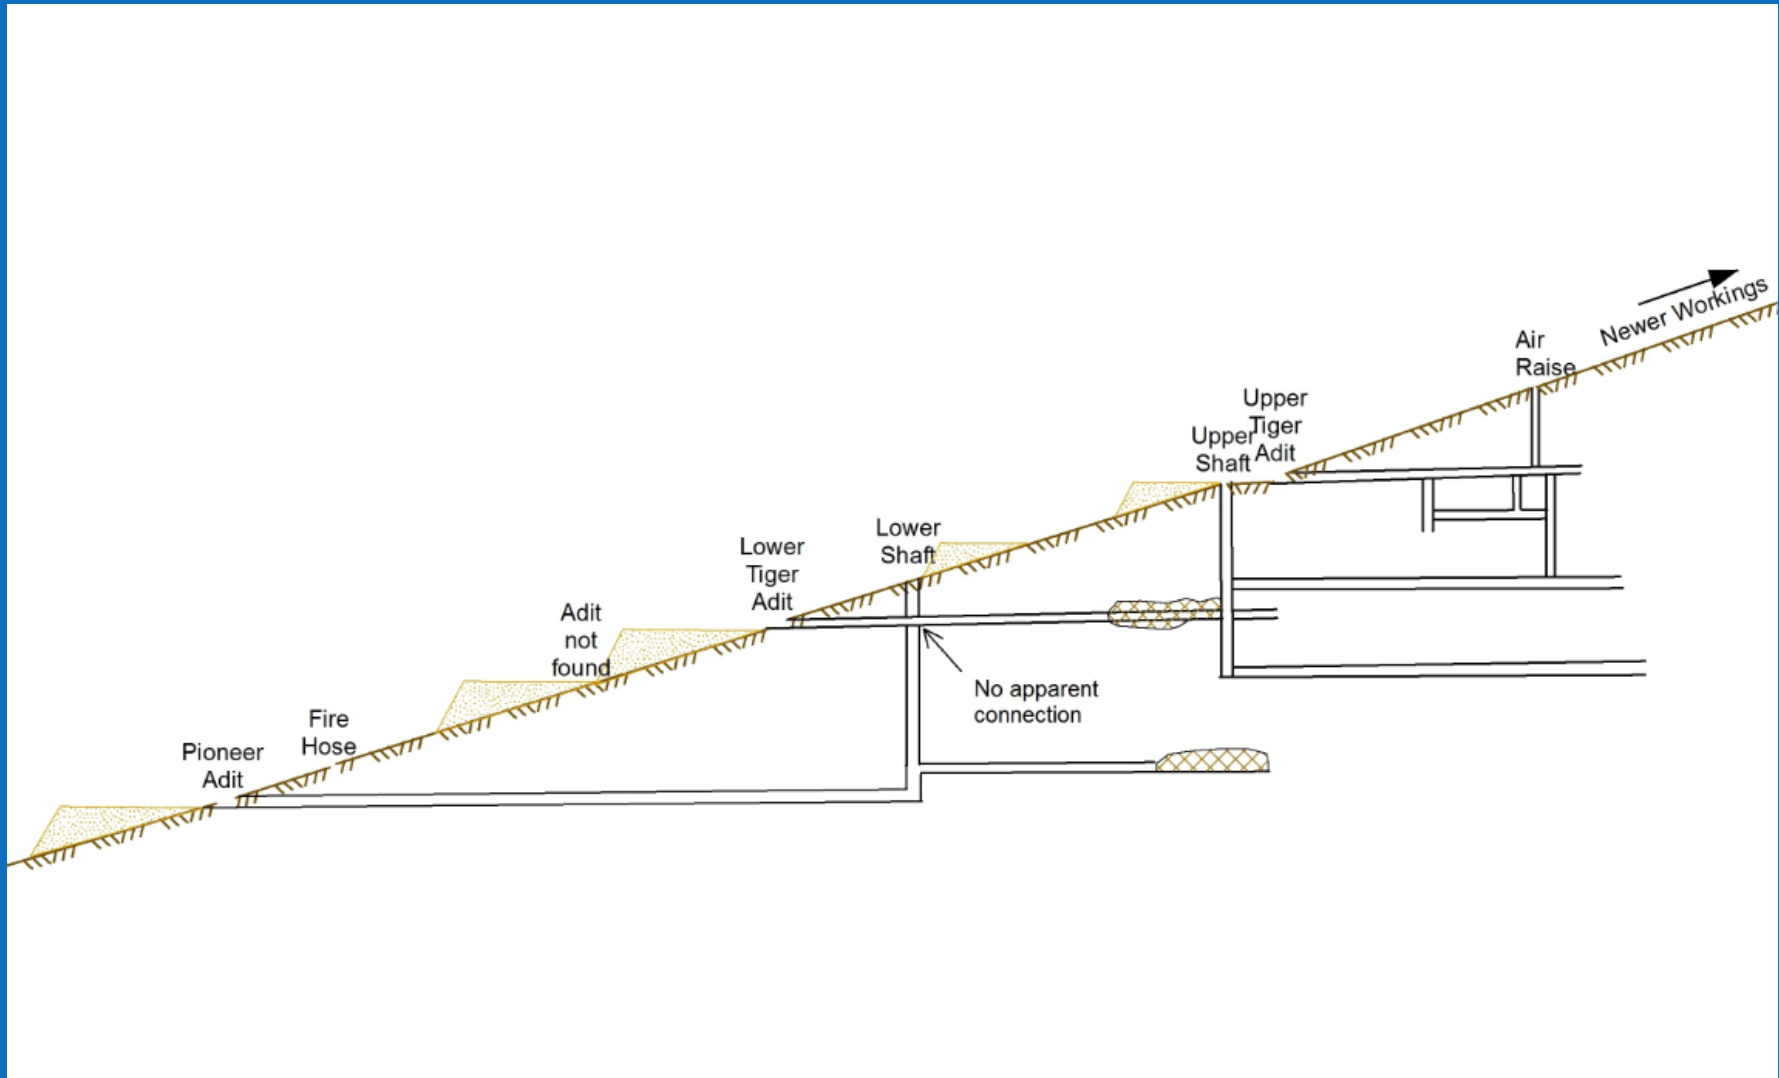 Newer Workings
Air
Raise
Upper
Tiger
Adit
Upper
Shaft
Lower
Shaft
Lower
Tiger
Adit
Adit
not
found
No apparent
connection
Fire
Hose
Pioneer
Adit